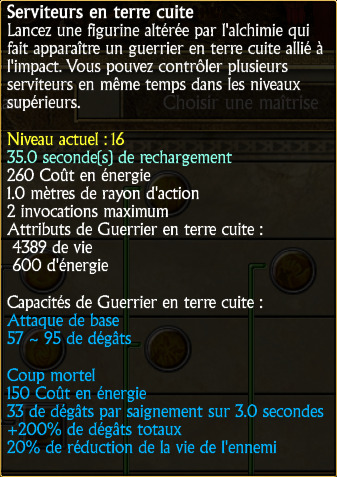 Serviteurs en terre cuite
Lancez une figurine altérée par l'alchimie qui
fait apparaître un guerrier en terre cuite allié à
l'impact. Vous pouvez contrôler plusieurs
serviteurs en même temps dans les niveaux
supérieurs.
Choisir une maîtrise
Niveau actuel : 16
35.0 seconde(s) de rechargement
260 Coût en énergie
1.0 mètres de rayon d'action
2 invocations maximum
Attributs de Guerrier en terre cuite :
4389 de vie
600 d'énergie
Capacités de Guerrier en terre cuite :
Attaque de base
57 ~ 95 de dégâts
Coup mortel
150 Coût en énergie
33 de dégâts par saignement sur 3.0 secondes
+200% de dégâts totaux
20% de réduction de la vie de l'ennemi